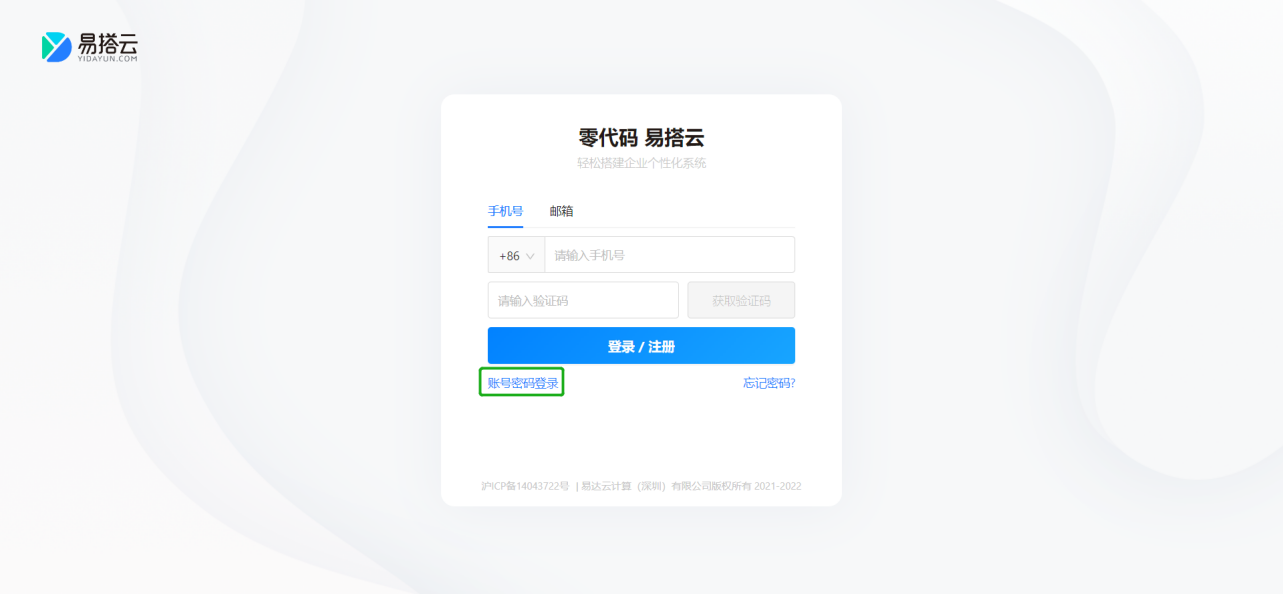 易搭云
YIDAYUN.COM
零代码 易搭云
轻松搭建企业个性化系统
手机号 邮箱
+86 请输入手机号
请输入验证码 获取验证码
登录 / 注册
账号密码登录 忘记密码?
沪ICP备14043722号 | 易达云计算（深圳）有限公司版权所有 2021-2022